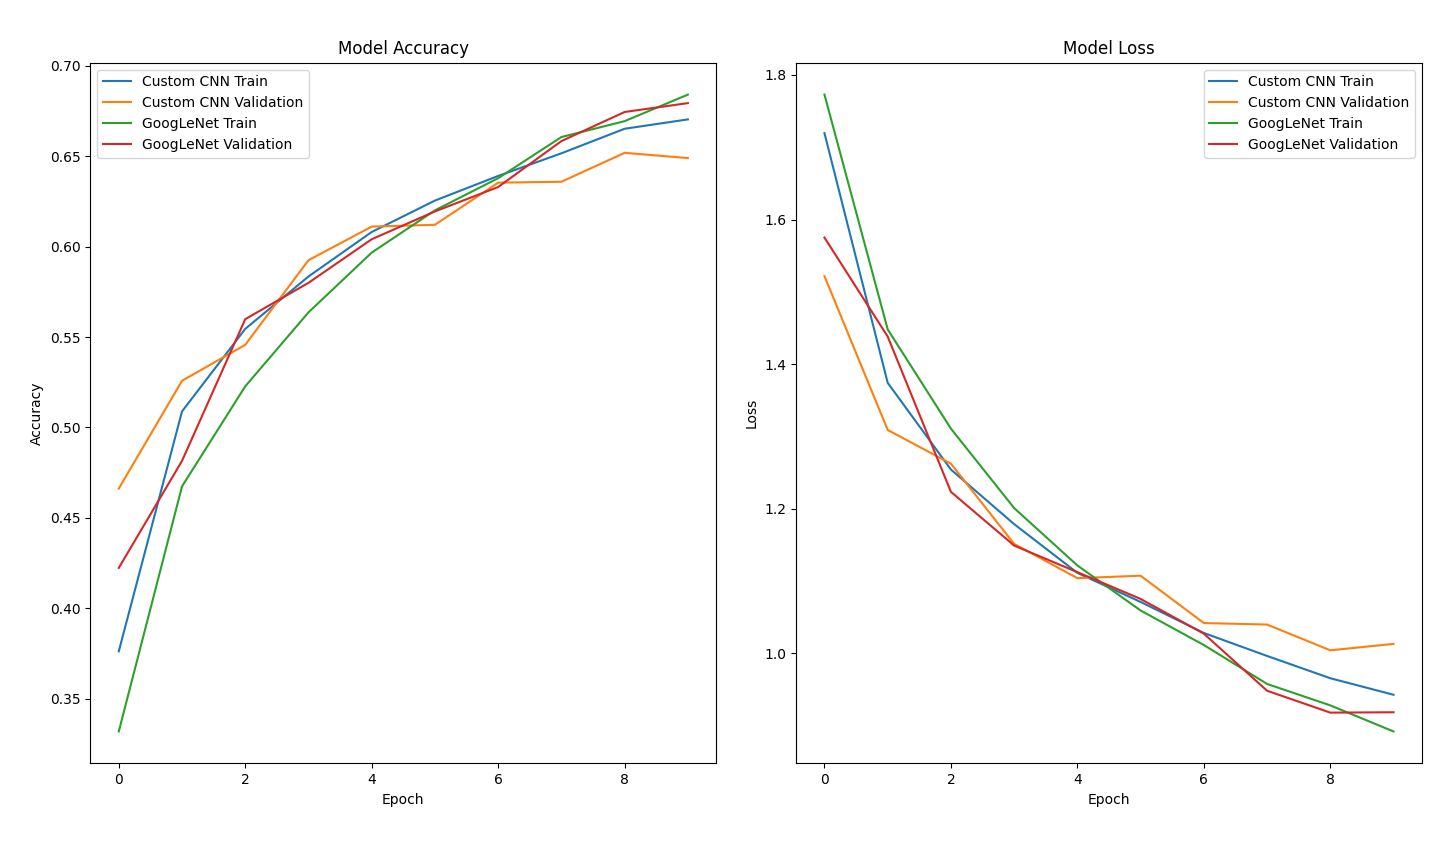 Model Accuracy
0.70
0.65
0.60
0.55
0.50
0.45
0.40
0.35
Accuracy
Custom CNN Train
Custom CNN Validation
GoogLeNet Train
GoogLeNet Validation
0 2 4 6 8
Epoch
Model Loss
1.8
1.6
1.4
1.2
1.0
Loss
Custom CNN Train
Custom CNN Validation
GoogLeNet Train
GoogLeNet Validation
0 2 4 6 8
Epoch